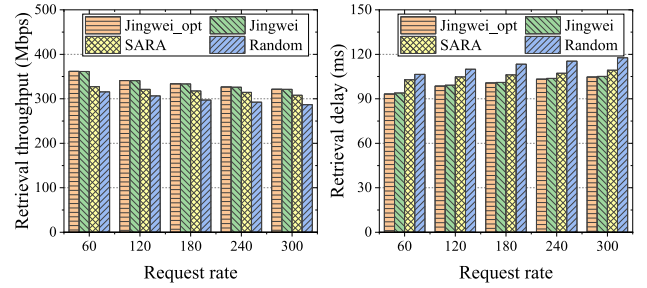 Jingwei_opt Jingwei
SARA Random
500
400
300
200
100
0
Retrieval throughput (Mbps)
60 120 180 240 300
Request rate
Jingwei_opt Jingwei
SARA Random
150
120
90
60
30
0
Retrieval delay (ms)
60 120 180 240 300
Request rate